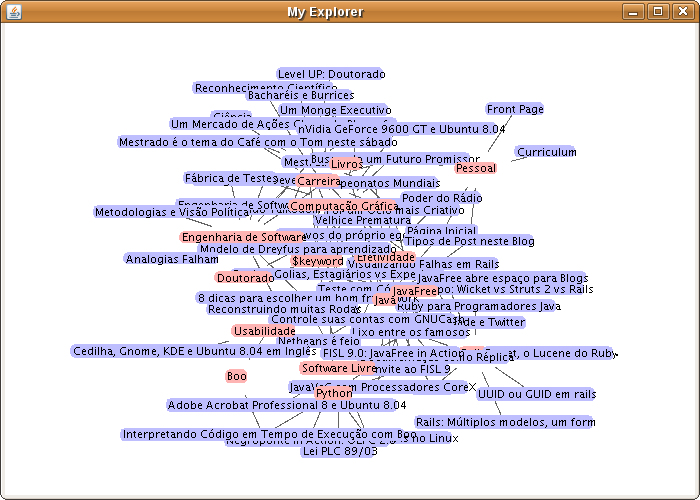 My Explorer
Level UP: Doutorado
Reconhecimento Científico
Bacharéis e Burrices
Front Page
Um Monge Executivo
Ciência
Um Mercado de Ações
nVidia GeForce 9600 GT e Ubuntu 8.04
Mestrado é o tema do Café com o Tom neste sábado
Curriculum
um Futuro Promissor
Livros
Pessoal
Fábrica de Testes
Carreira
Mundiais
Poder do Rádio
Engenharia de
Computação Gráfica
mais Criativo
Metodologias e Visão Política
Velhice Prematura
Página Inicial
Engenharia de Software
vos do próprio
Tipos de Post neste Blog
Modelo de Dreyfus para aprendizado
Analogias Falham
$keyword
Efetividade
Visualizando Falhas em Rails
Doutorado
Golias, Estagiários vs
JavaFree abre espaço para Blogs
Teste com
JavaFree
Wicket vs Struts 2 vs Rails
8 dicas para escolher um bom
Java
Ruby para Programadores Java
Reconstruindo muitas Rodas
Controle suas contas com GNUCash
e Twitter
Usabilidade
Lixo entre os famosos
Netbeans é feio
Cedilha, Gnome, KDE e Ubuntu 8.04 em Inglês
FISL 9.0: JavaFree in Action
o Lucene do Ruby
como Réplica
Software Livre
ao FISL 9
Boo
com Processadores CoreX
Python
UUID ou GUID em rails
Adobe Acrobat Professional 8 e Ubuntu 8.04
Rails: Múltiplos modelos, um form
Interpretando Código em Tempo de Execução com Boo
Negroponte in Action:
no Linux
Lei PLC 89/03